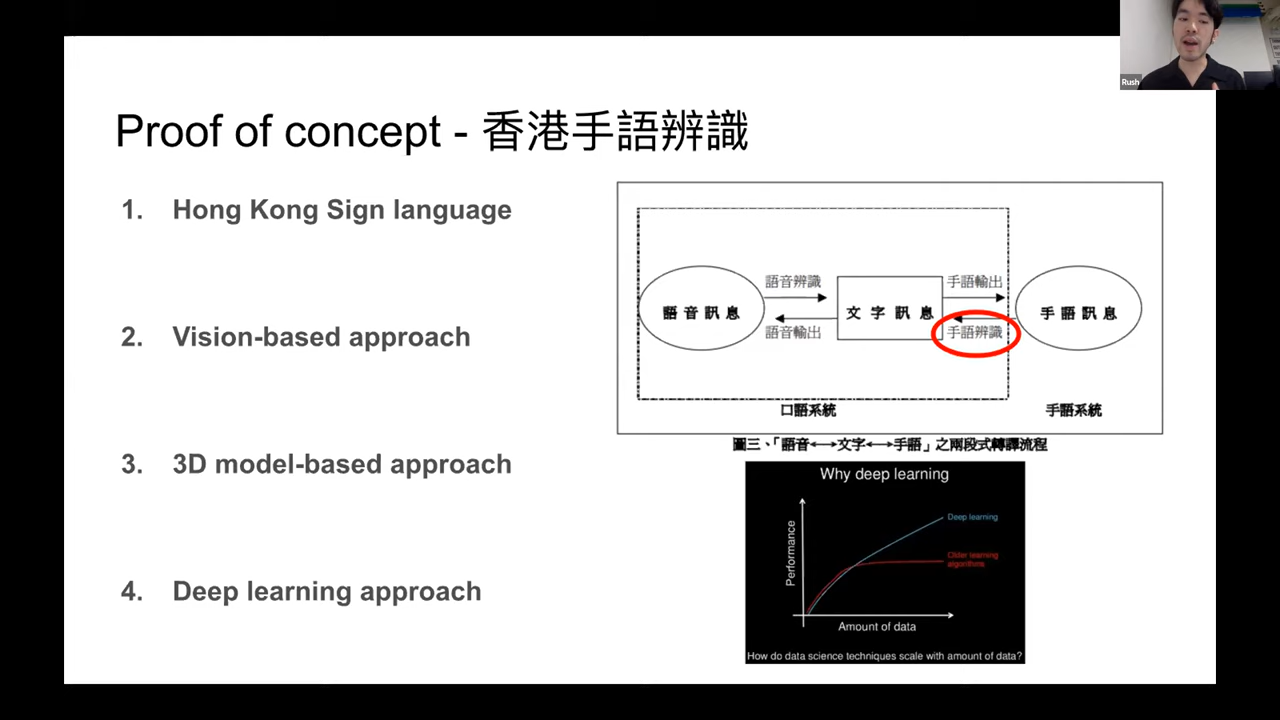 Rush
Proof of concept - 香港手語辨識
1. Hong Kong Sign language
2. Vision-based approach
3. 3D model-based approach
4. Deep learning approach
語音訊息
語音辨識
語音輸出
文字訊息
手語輸出
手語辨識
手語訊息
口語系統
手語系統
圖三、「語音⟷文字⟷手語」之兩段式轉譯流程
Why deep learning
Performance
Deep learning
Older learning
algorithms
Amount of data
How do data science techniques scale with amount of data?